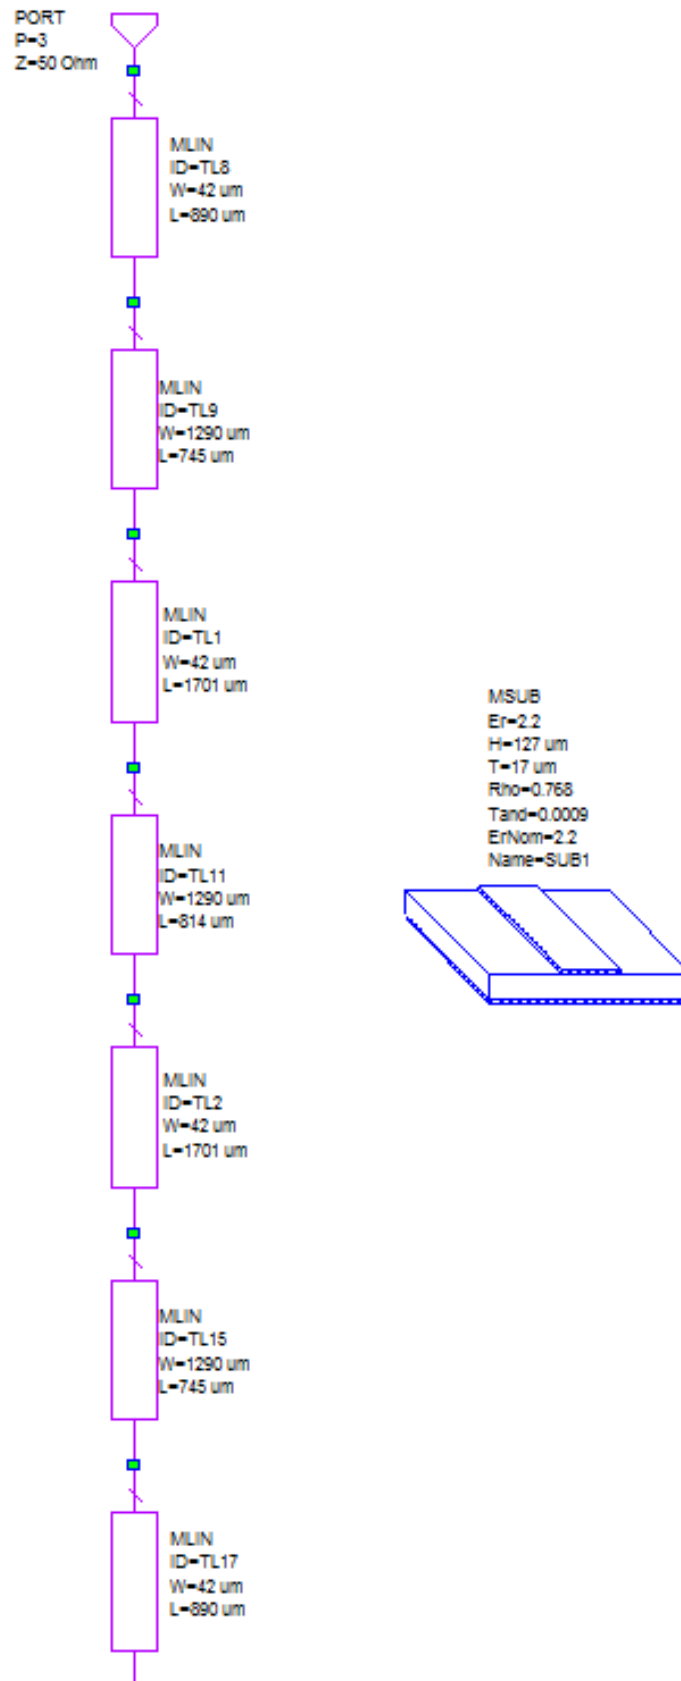 PORT
P=3
Z=50 Ohm
MLIN
ID=TL8
W=42 um
L=890 um
MLIN
ID=TL9
W=1290 um
L=745 um
MLIN
ID=TL1
W=42 um
L=1701 um
MSUB
Er=2.2
H=127 um
T=17 um
Rho=0.768
Tand=0.0009
ErNom=2.2
Name=SUB1
MLIN
ID=TL11
W=1290 um
L=814 um
MLIN
ID=TL2
W=42 um
L=1701 um
MLIN
ID=TL15
W=1290 um
L=745 um
MLIN
ID=TL17
W=42 um
L=890 um